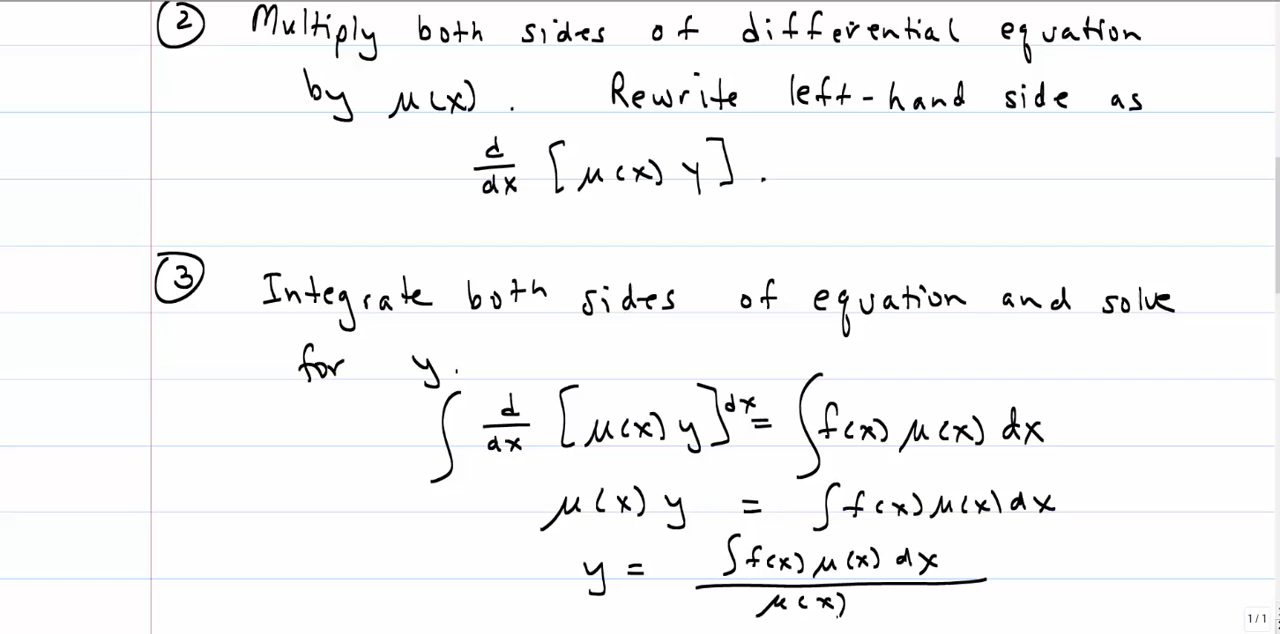 ② Multiply both sides of differential equation
by μ(x). Rewrite left-hand side as
d/dx [μ(x) y].
③ Integrate both sides of equation and solve
for y.
∫ d/dx [μ(x) y] dx = ∫ f(x) μ(x) dx
μ(x) y = ∫ f(x) μ(x) dx
y = ∫ f(x) μ(x) dx / μ(x)
1/1